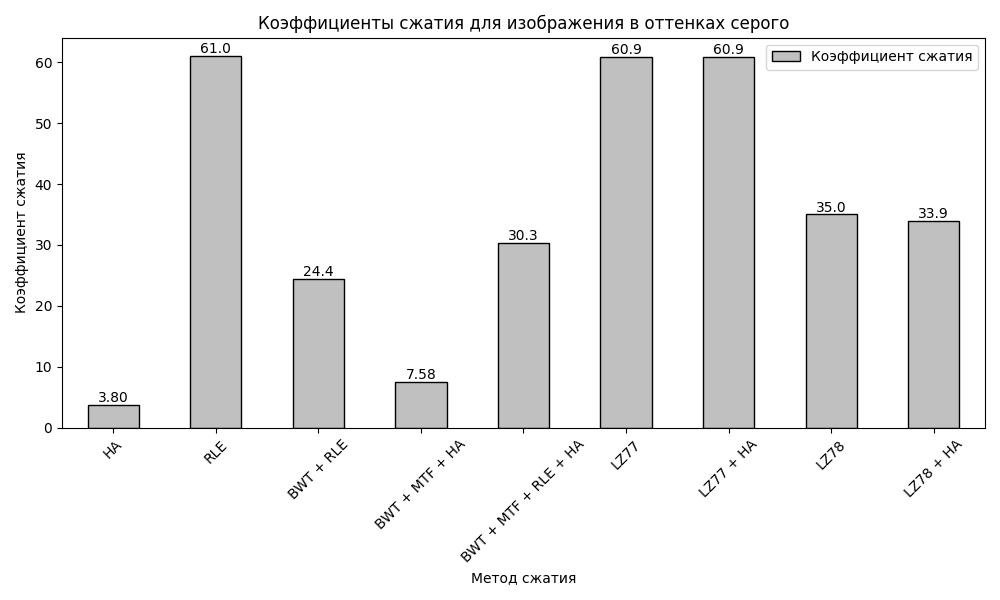 Коэффициенты сжатия для изображения в оттенках серого
Коэффициент сжатия
Коэффициент сжатия
60
50
40
30
20
10
0
3.80
61.0
24.4
7.58
30.3
60.9
60.9
35.0
33.9
HA
RLE
BWT + RLE
BWT + MTF + HA
BWT + MTF + RLE + HA
LZ77
LZ77 + HA
LZ78
LZ78 + HA
Метод сжатия